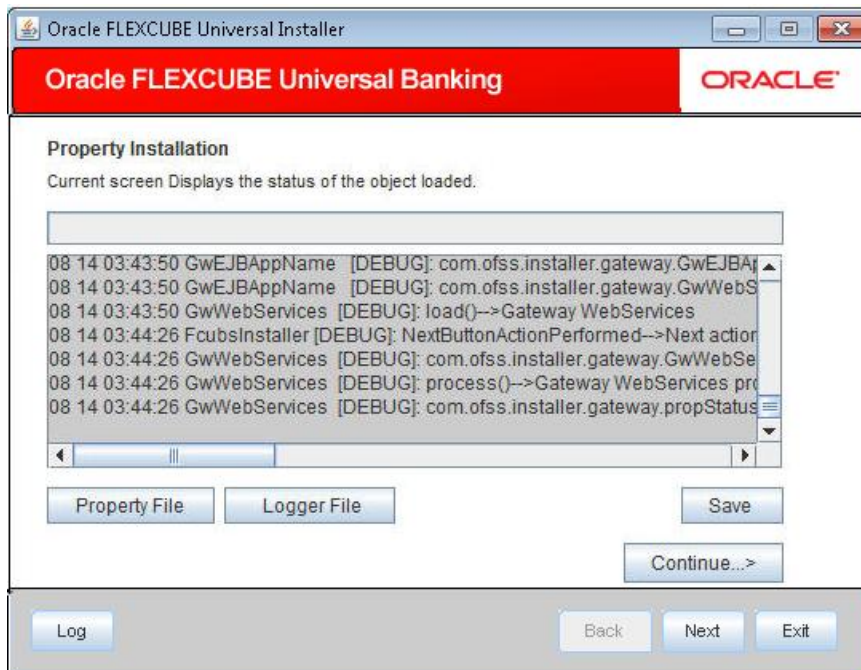 Oracle FLEXCUBE Universal Installer
Oracle FLEXCUBE Universal Banking
ORACLE
Property Installation
Current screen Displays the status of the object loaded.
08 14 03:43:50 GwEJBAppName [DEBUG]: com.ofss.installer.gateway.GwEJBAp
08 14 03:43:50 GwEJBAppName [DEBUG]: com.ofss.installer.gateway.GwWebS
08 14 03:43:50 GwWebServices [DEBUG]: load()-->Gateway WebServices
08 14 03:44:26 FcubsInstaller [DEBUG]: NextButtonActionPerformed-->Next action
08 14 03:44:26 GwWebServices [DEBUG]: com.ofss.installer.gateway.GwWebSe
08 14 03:44:26 GwWebServices [DEBUG]: process()-->Gateway WebServices pro
08 14 03:44:26 GwWebServices [DEBUG]: com.ofss.installer.gateway.propStatus
Property File Logger File Save
Continue...>
Log Back Next Exit